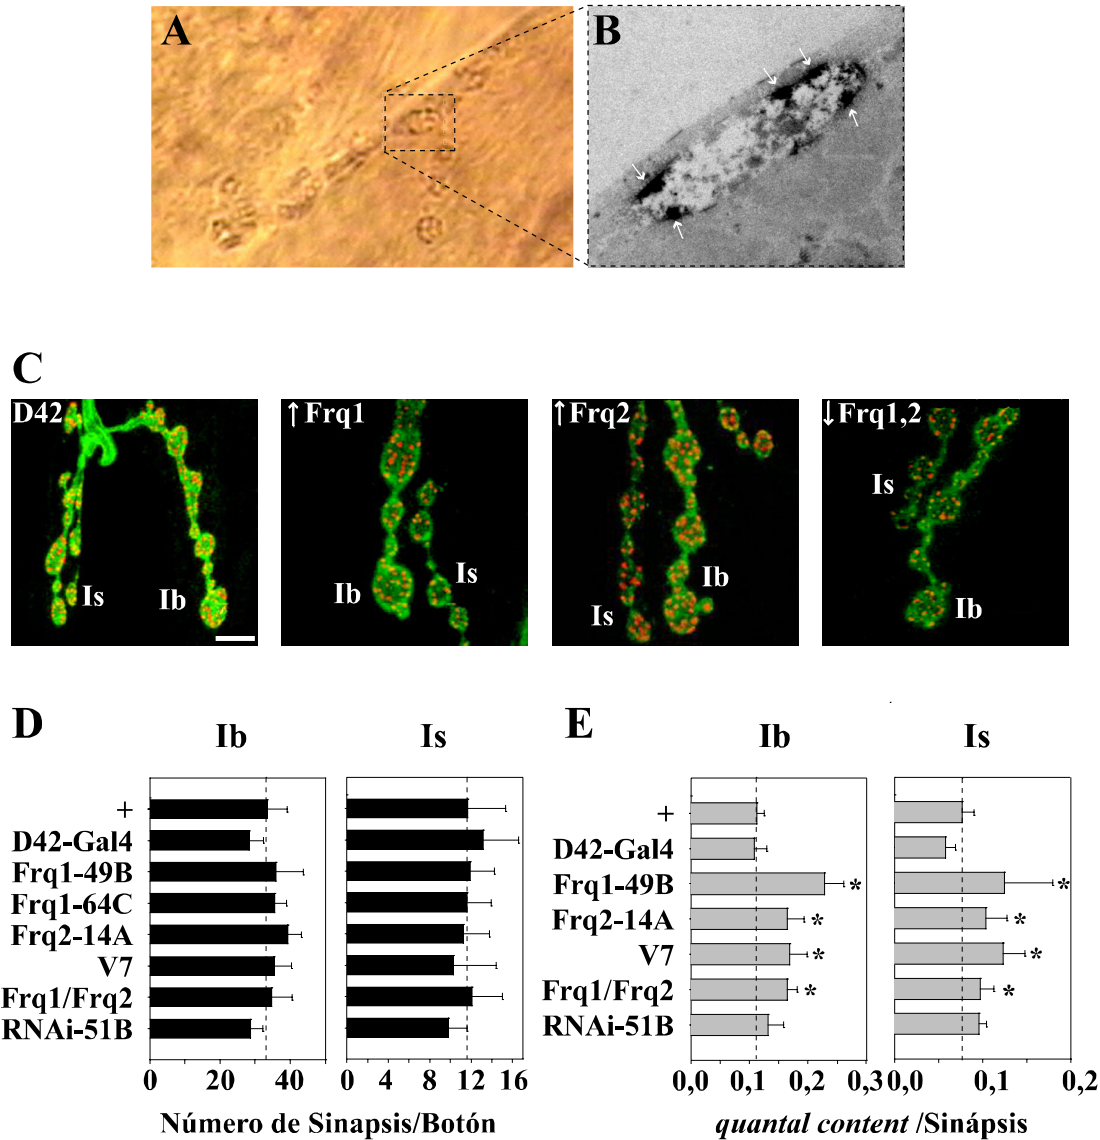 A
B
C
D42
Is
Ib
↑Frq1
Ib
Is
↑Frq2
Is
Ib
↓Frq1,2
Is
Ib
D
Ib
Is
+
D42-Gal4
Frq1-49B
Frq1-64C
Frq2-14A
V7
Frq1/Frq2
RNAi-51B
0 40
0 4 8 12 16
Número de Sinapsis/Botón
E
Ib
Is
+
D42-Gal4
Frq1-49B * *
Frq2-14A * *
V7 * *
Frq1/Frq2 * *
RNAi-51B
0,0 0,1 0,2 0,3
0,0 0,1 0,2
quantal content /Sinápsis